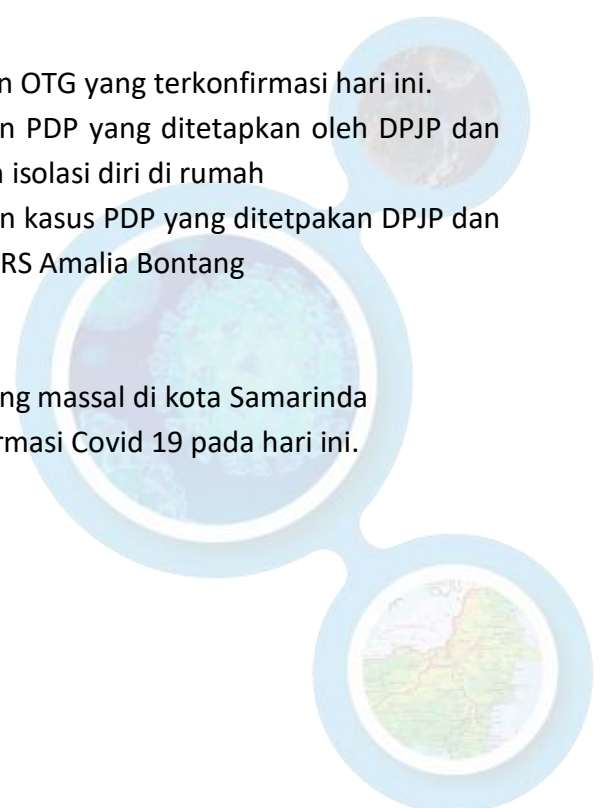 n OTG yang terkonfirmasi hari ini.
n PDP yang ditetapkan oleh DPJP dan
isolasi diri di rumah
n kasus PDP yang ditetpakan DPJP dan
RS Amalia Bontang
ng massal di kota Samarinda
rmasi Covid 19 pada hari ini.